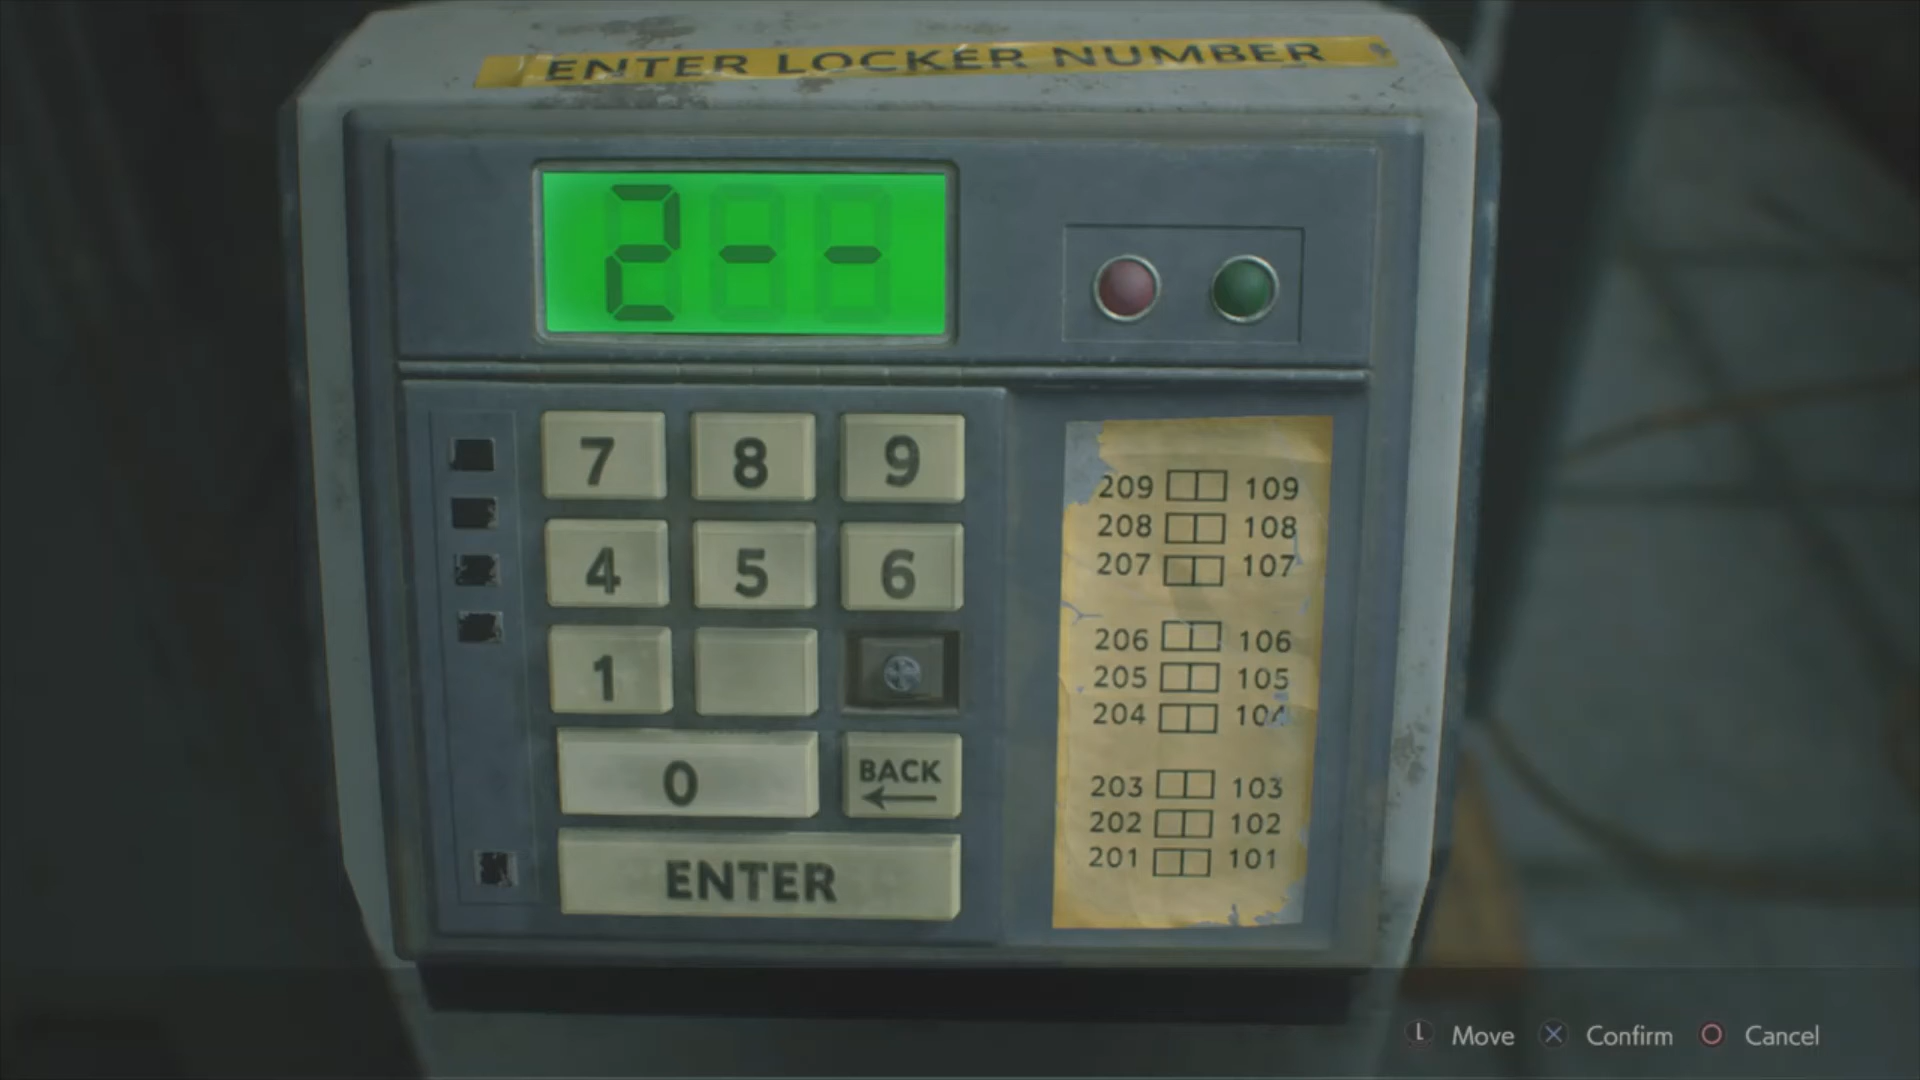 ENTER LOCKER NUMBER
2--
7 8 9
4 5 6
1
0 BACK
ENTER
209 109
208 108
207 107
206 106
205 105
204 104
203 103
202 102
201 101
L Move Confirm Cancel